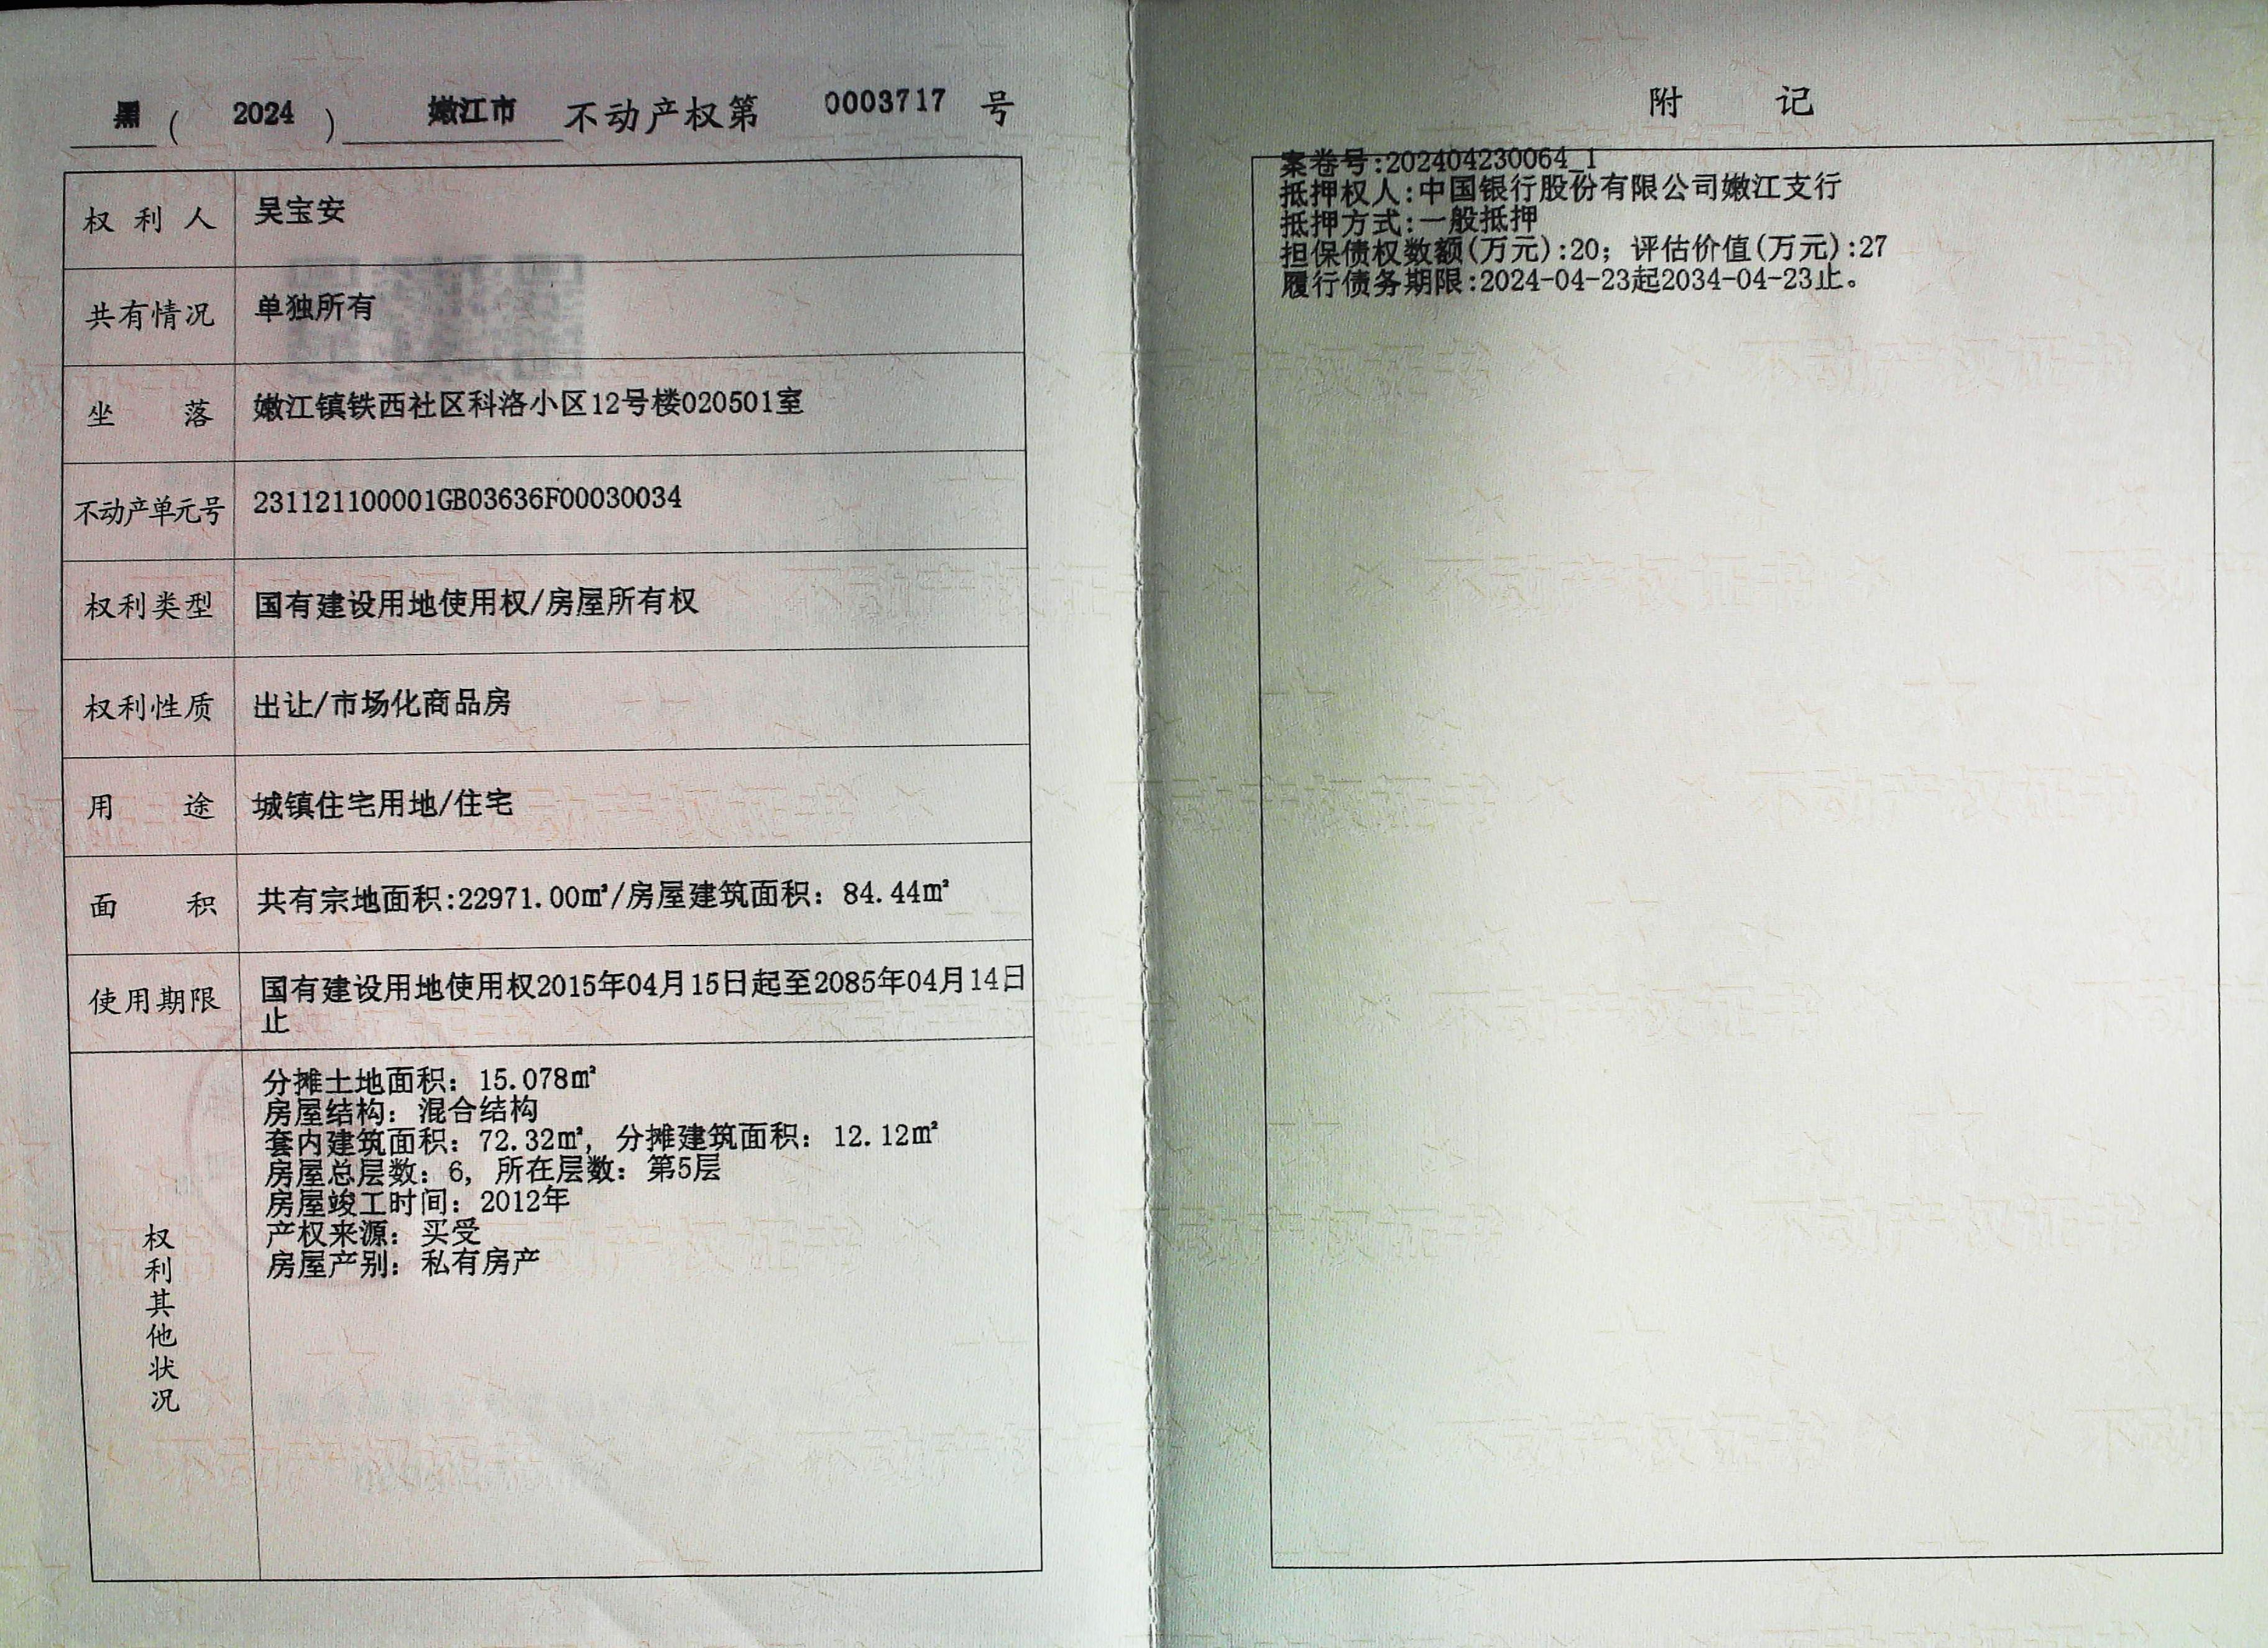 黑(2024)嫩江市不动产权第0003717号
权利人 吴宝安
共有情况 单独所有
坐落 嫩江镇铁西社区科洛小区12号楼020501室
不动产单元号 231121100001GB03636F00030034
权利类型 国有建设用地使用权/房屋所有权
权利性质 出让/市场化商品房
用途 城镇住宅用地/住宅
面积 共有宗地面积:22971.00㎡/房屋建筑面积：84.44㎡
使用期限 国有建设用地使用权2015年04月15日起至2085年04月14日
止
权利其他状况
分摊土地面积：15.078㎡
房屋结构：混合结构
套内建筑面积：72.32㎡，分摊建筑面积：12.12㎡
房屋总层数：6，所在层数：第5层
房屋竣工时间：2012年
产权来源：买受
房屋产别：私有房产
附记
案卷号:202404230064_1
抵押权人:中国银行股份有限公司嫩江支行
抵押方式:一般抵押
担保债权数额(万元):20；评估价值(万元):27
履行债务期限:2024-04-23起2034-04-23止。